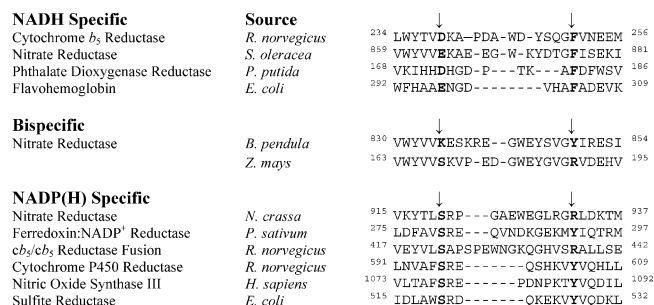 NADH Specific Source ↓ ↓
Cytochrome b5 Reductase R. norvegicus 234 LWYTVDKA–PDA–WD-YSQGFVNEEM 256
Nitrate Reductase S. oleracea 859 VWYVVEKAE-EG-W-KYDTGFISEKI 881
Phthalate Dioxygenase Reductase P. putida 168 VKIHHDHGD-P---TK---AFDFWSV 186
Flavohemoglobin E. coli 292 WFHAAENGD--------VHAFADEVK 309
Bispecific ↓ ↓
Nitrate Reductase B. pendula 830 VWYVVKESKRE--GWEYSVGYIRESI 854
Z. mays 163 VWYVVSKVP-ED-GWEYGVGRVDEHV 195
NADP(H) Specific ↓ ↓
Nitrate Reductase N. crassa 915 VKYTLSRP---GAEWEGLRGRLDKTM 937
Ferredoxin:NADP+ Reductase P. sativum 275 LDFAVSRE---QVNDKGEKMYIQTRM 297
cb5/cb5 Reductase Fusion R. norvegicus 417 VEYVLSAPSPEWNGKQGHVSRALLSE 442
Cytochrome P450 Reductase R. norvegicus 591 LNVAFSRE-------QSHKVYVQHLL 609
Nitric Oxide Synthase III H. sapiens 1073 VLTAFSRE----PDNPKTYVQDIL 1092
Sulfite Reductase E. coli 515 IDLAWSRD-------QKEKVYVQDKL 532